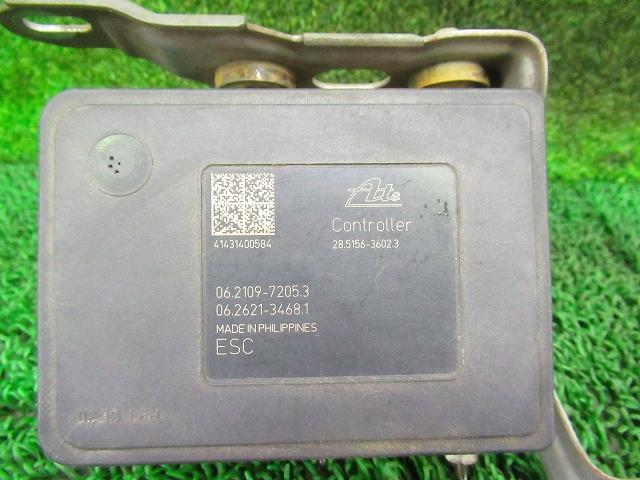 Ate
Controller
41431400584
28.5156-3602.3
06.2109-7205.3
06.2621-3468.1
MADE IN PHILIPPINES
ESC